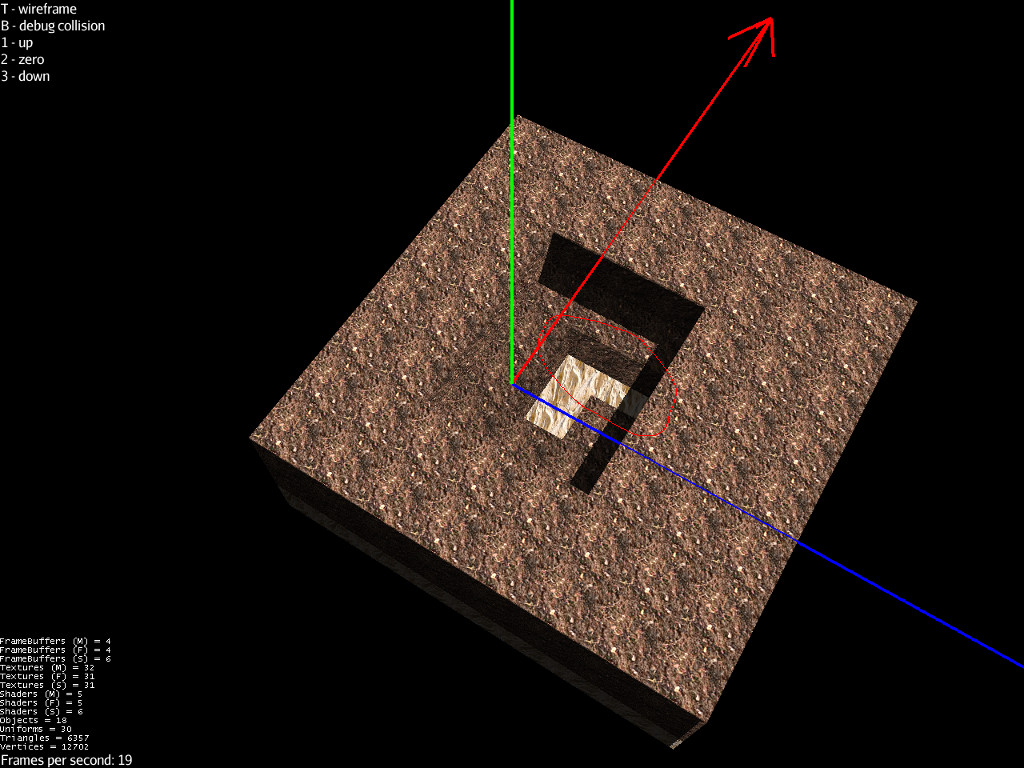 T - wireframe
B - debug collision
1 - up
2 - zero
3 - down
FrameBuffers (M) = 4
FrameBuffers (F) = 4
FrameBuffers (S) = 6
Textures (M) = 32
Textures (F) = 31
Textures (S) = 31
Shaders (M) = 5
Shaders (F) = 5
Shaders (S) = 6
Objects = 18
Uniforms = 30
Triangles = 6357
Vertices = 12702
Frames per second: 19